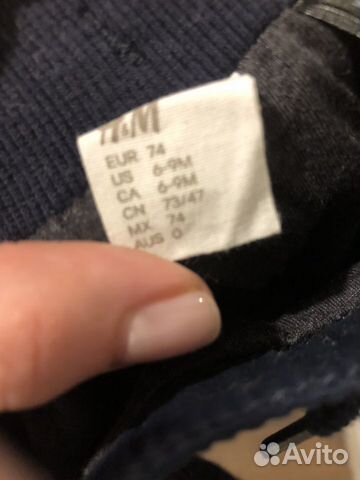 H&M
EUR 74
US 6-9M
CA 6-9M
CN 73/47
MX 74
AUS 0
Avito